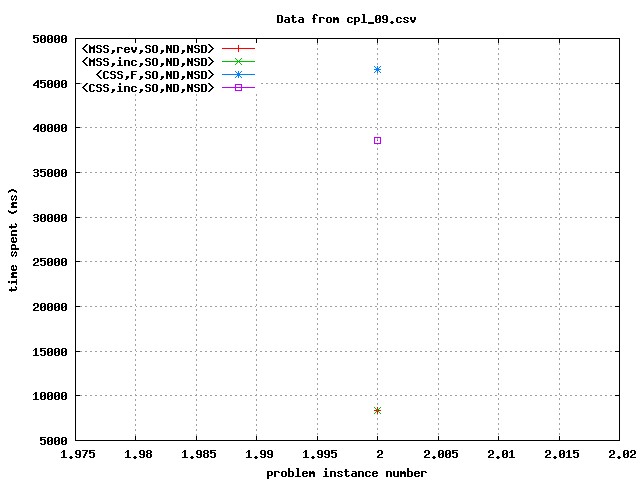 Data from cpl_09.csv
50000
45000
40000
35000
30000
25000
20000
15000
10000
5000
<MSS,rev,SO,ND,NSD>
<MSS,inc,SO,ND,NSD>
<CSS,F,SO,ND,NSD>
<CSS,inc,SO,ND,NSD>
time spent (ms)
1.975 1.98 1.985 1.99 1.995 2 2.005 2.01 2.015 2.02
problem instance number